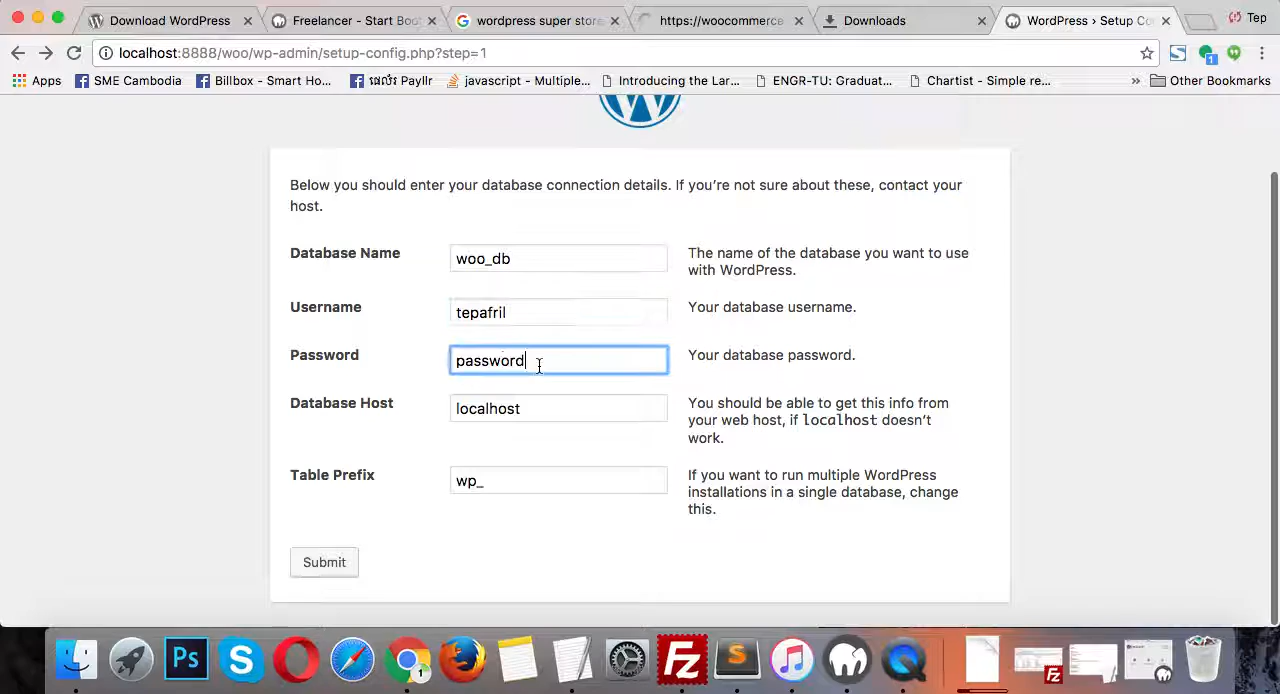 Download WordPress
Freelancer - Start Boo
wordpress super store
https://woocommerce
Downloads
WordPress › Setup Co
Tep
localhost:8888/woo/wp-admin/setup-config.php?step=1
1
Apps
SME Cambodia
Billbox - Smart Ho...
javascript - Multiple...
Introducing the Lar...
ENGR-TU: Graduat...
Chartist - Simple re...
»
Other Bookmarks
Below you should enter your database connection details. If you're not sure about these, contact your
host.
Database Name
woo_db
The name of the database you want to use
with WordPress.
Username
tepafril
Your database username.
Password
password
Your database password.
Database Host
localhost
You should be able to get this info from
your web host, if localhost doesn't
work.
Table Prefix
wp_
If you want to run multiple WordPress
installations in a single database, change
this.
Submit
Ps
S
1
Fz
S
Fz